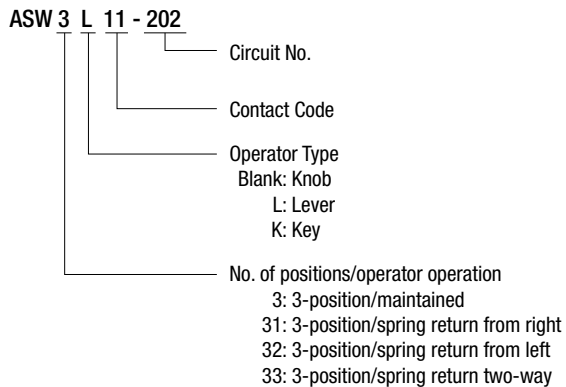 ASW 3 L 11 - 202
Circuit No.
Contact Code
Operator Type
Blank: Knob
L: Lever
K: Key
No. of positions/operator operation
3: 3-position/maintained
31: 3-position/spring return from right
32: 3-position/spring return from left
33: 3-position/spring return two-way